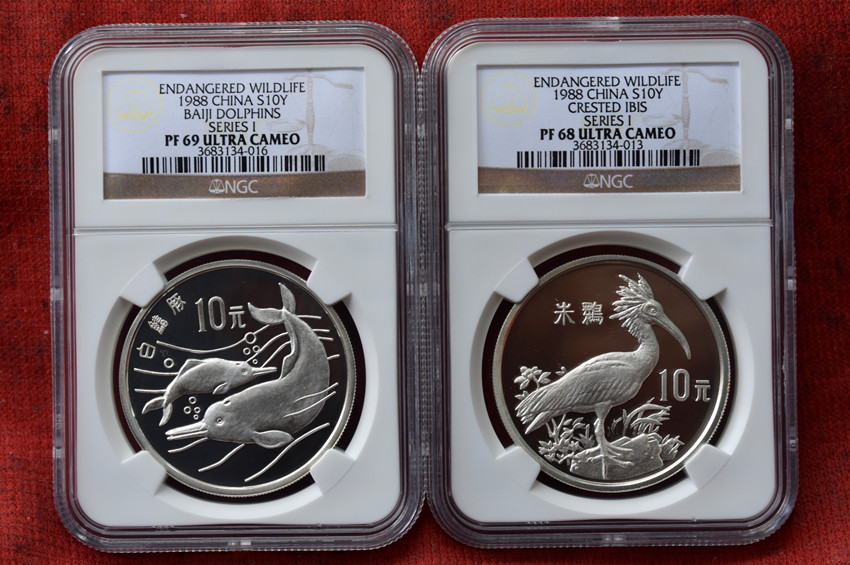 ENDANGERED WILDLIFE
1988 CHINA S10Y
BAIJI DOLPHINS
SERIES I
PF 69 ULTRA CAMEO
3683134-016
NGC
白鱀豚
10元
ENDANGERED WILDLIFE
1988 CHINA S10Y
CRESTED IBIS
SERIES I
PF 68 ULTRA CAMEO
3683134-013
NGC
朱鹮
10元